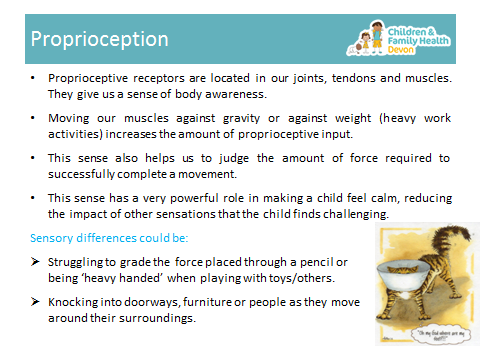 Proprioception
Children &
Family Health
Devon
• Proprioceptive receptors are located in our joints, tendons and muscles.
They give us a sense of body awareness.
• Moving our muscles against gravity or against weight (heavy work
activities) increases the amount of proprioceptive input.
• This sense also helps us to judge the amount of force required to
successfully complete a movement.
• This sense has a very powerful role in making a child feel calm, reducing
the impact of other sensations that the child finds challenging.
Sensory differences could be:
➢ Struggling to grade the force placed through a pencil or
being ‘heavy handed’ when playing with toys/others.
➢ Knocking into doorways, furniture or people as they move
around their surroundings.
"Oh my God where are my
feet!!!"